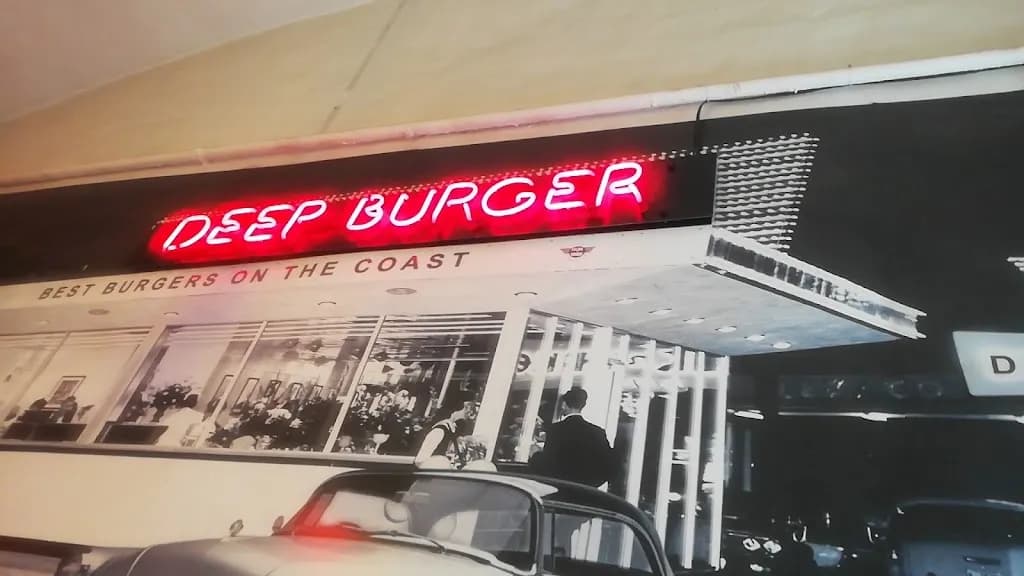 DEEP BURGER
BEST BURGERS ON THE COAST
D